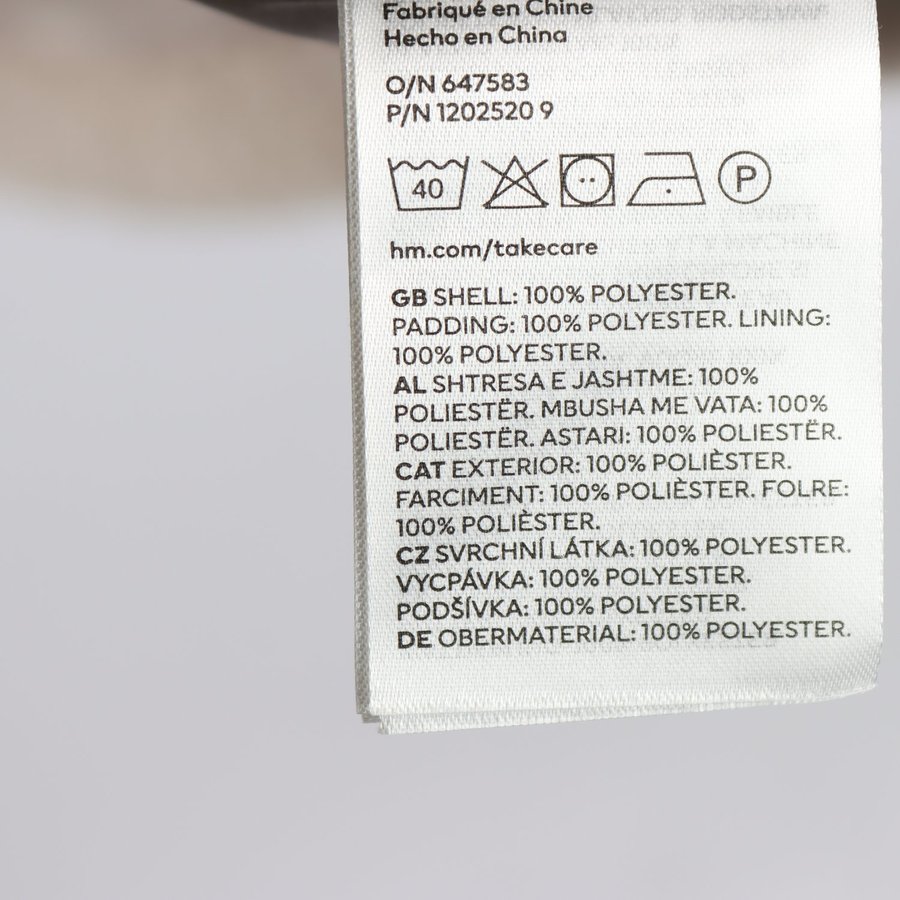 Fabriqué en Chine
Hecho en China
O/N 647583
P/N 1202520 9
40 P
hm.com/takecare
GB SHELL: 100% POLYESTER.
PADDING: 100% POLYESTER. LINING:
100% POLYESTER.
AL SHTRESA E JASHTME: 100%
POLIESTËR. MBUSHA ME VATA: 100%
POLIESTËR. ASTARI: 100% POLIESTËR.
CAT EXTERIOR: 100% POLIÈSTER.
FARCIMENT: 100% POLIÈSTER. FOLRE:
100% POLIÈSTER.
CZ SVRCHNÍ LÁTKA: 100% POLYESTER.
VYCPÁVKA: 100% POLYESTER.
PODŠÍVKA: 100% POLYESTER.
DE OBERMATERIAL: 100% POLYESTER.